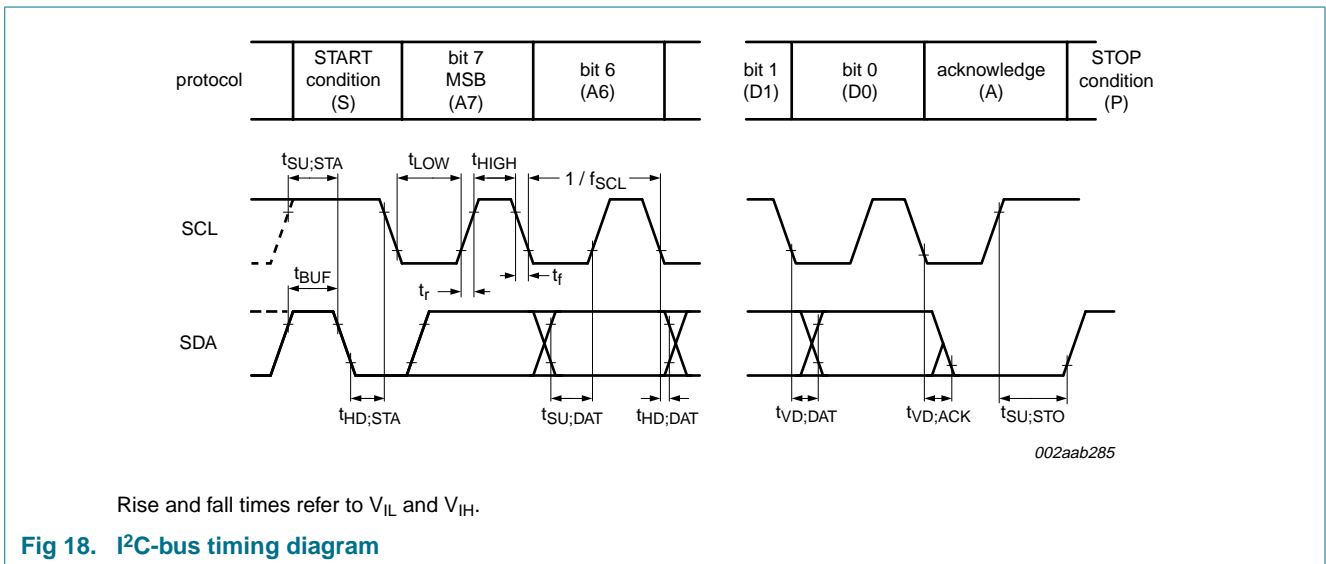 protocol
START
condition
(S)
bit 7
MSB
(A7)
bit 6
(A6)
bit 1
(D1)
bit 0
(D0)
acknowledge
(A)
STOP
condition
(P)
tSU;STA
tLOW
tHIGH
1 / fSCL
SCL
tBUF
tr
tf
SDA
tHD;STA
tSU;DAT
tHD;DAT
tVD;DAT
tVD;ACK
tSU;STO
002aab285
Rise and fall times refer to VIL and VIH.
Fig 18. I²C-bus timing diagram